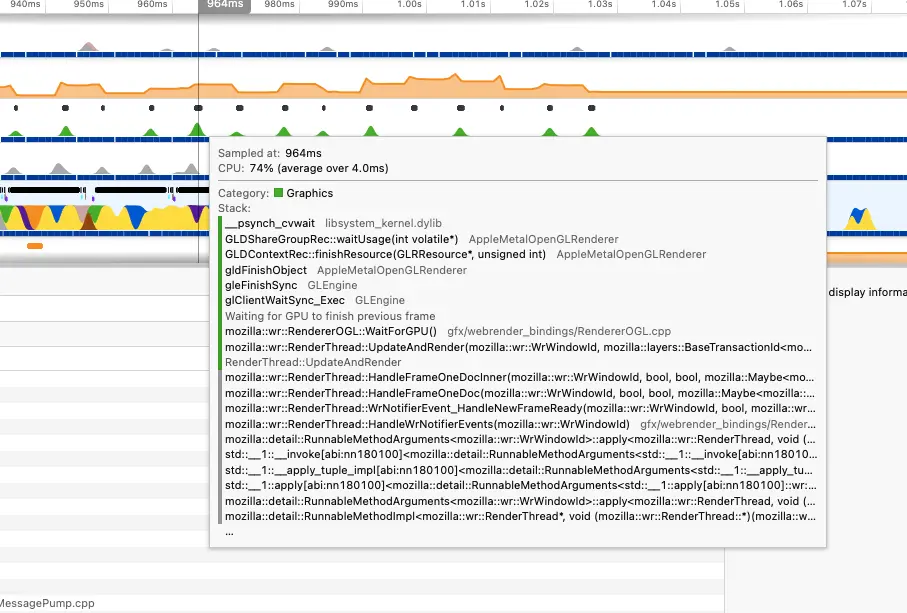 940ms 950ms 960ms 964ms 980ms 990ms 1.00s 1.01s 1.02s 1.03s 1.04s 1.05s 1.06s 1.07s
Sampled at: 964ms
CPU: 74% (average over 4.0ms)
Category: Graphics
Stack:
__psynch_cvwait libsystem_kernel.dylib
GLDShareGroupRec::waitUsage(int volatile*) AppleMetalOpenGLRenderer
GLDContextRec::finishResource(GLRResource*, unsigned int) AppleMetalOpenGLRenderer
gldFinishObject AppleMetalOpenGLRenderer
gleFinishSync GLEngine
glClientWaitSync_Exec GLEngine
Waiting for GPU to finish previous frame
mozilla::wr::RendererOGL::WaitForGPU() gfx/webrender_bindings/RendererOGL.cpp
mozilla::wr::RenderThread::UpdateAndRender(mozilla::wr::WrWindowId, mozilla::layers::BaseTransactionId<mo...
RenderThread::UpdateAndRender
mozilla::wr::RenderThread::HandleFrameOneDocInner(mozilla::wr::WrWindowId, bool, bool, mozilla::Maybe<mo...
mozilla::wr::RenderThread::HandleFrameOneDoc(mozilla::wr::WrWindowId, bool, bool, mozilla::Maybe<mozilla::...
mozilla::wr::RenderThread::WrNotifierEvent_HandleNewFrameReady(mozilla::wr::WrWindowId, bool, mozilla::wr...
mozilla::wr::RenderThread::HandleWrNotifierEvents(mozilla::wr::WrWindowId) gfx/webrender_bindings/Render...
mozilla::detail::RunnableMethodArguments<mozilla::wr::WrWindowId>::apply<mozilla::wr::RenderThread, void (...
std::__1::__invoke[abi:nn180100]<mozilla::detail::RunnableMethodArguments<std::__1::__invoke[abi:nn18010...
std::__1::__apply_tuple_impl[abi:nn180100]<mozilla::detail::RunnableMethodArguments<std::__1::__apply_tu...
std::__1::apply[abi:nn180100]<mozilla::detail::RunnableMethodArguments<std::__1::apply[abi:nn180100]::wr:...
mozilla::detail::RunnableMethodArguments<mozilla::wr::WrWindowId>::apply<mozilla::wr::RenderThread, void (...
mozilla::detail::RunnableMethodImpl<mozilla::wr::RenderThread*, void (mozilla::wr::RenderThread::*)(mozilla::w...
...
display informa
MessagePump.cpp